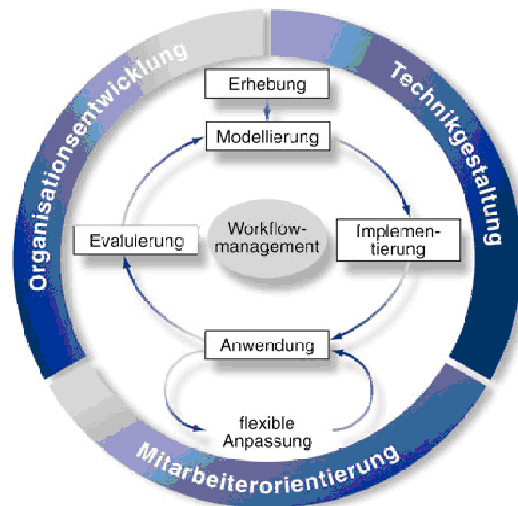 Organisationsentwicklung
Technikgestaltung
Erhebung
Modellierung
Evaluierung
Workflow-
management
Implemen-
tierung
Anwendung
flexible
Anpassung
Mitarbeiterorientierung